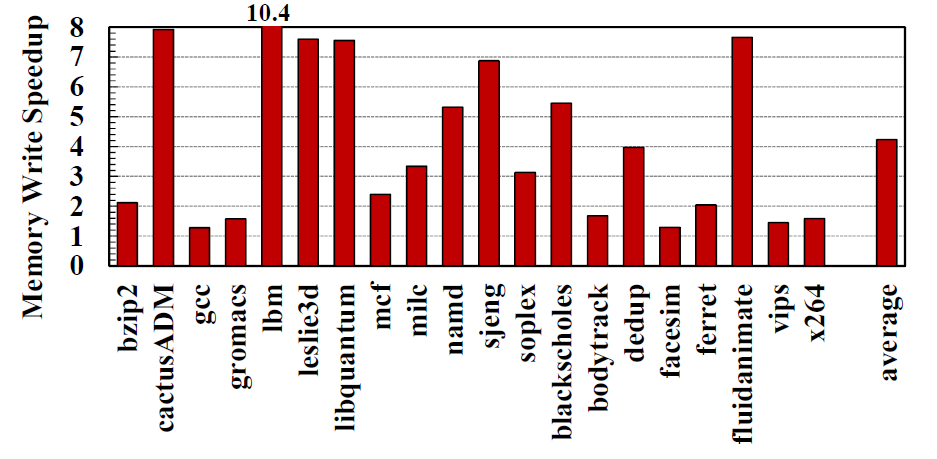 10.4
Memory Write Speedup
8
7
6
5
4
3
2
1
0
bzip2
cactusADM
gcc
gromacs
lbm
leslie3d
libquantum
mcf
milc
namd
sjeng
soplex
blackscholes
bodytrack
dedup
facesim
ferret
fluidanimate
vips
x264
average